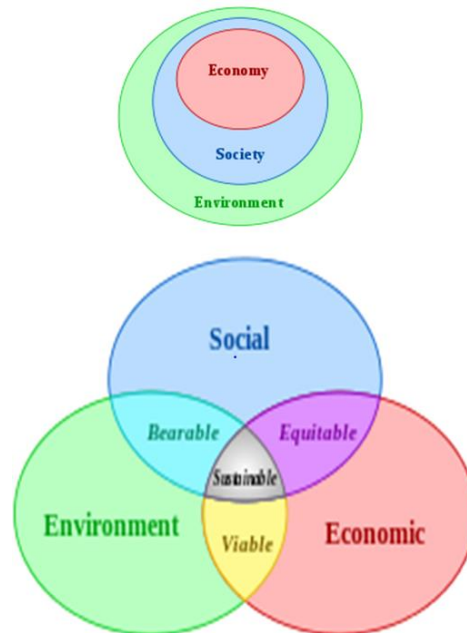 Economy
Society
Environment
Social
Bearable
Equitable
Sustainable
Environment
Viable
Economic